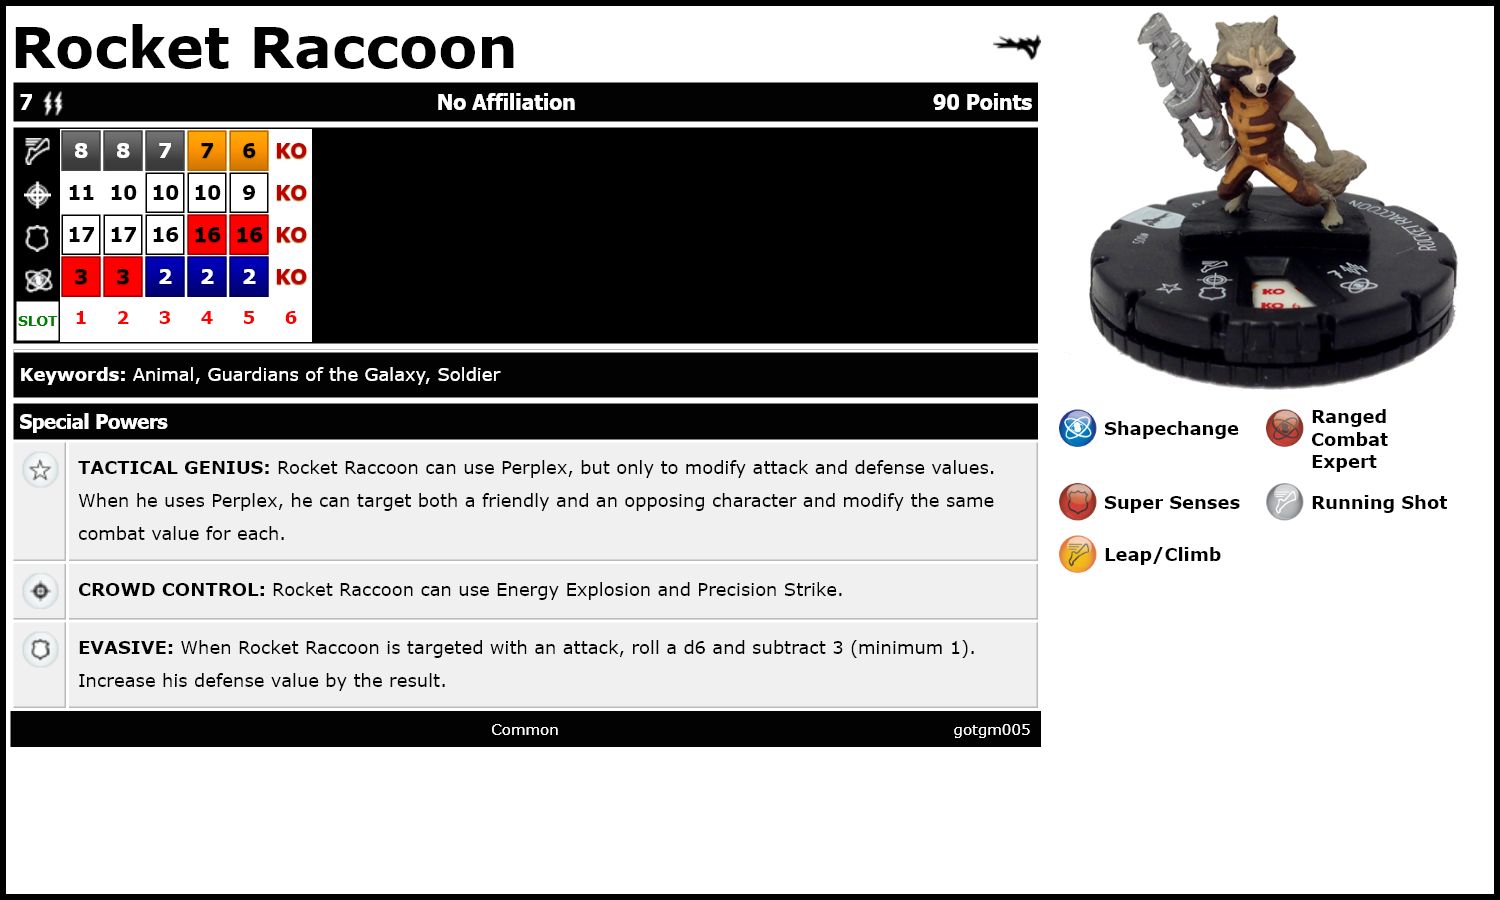 Rocket Raccoon
7 No Affiliation 90 Points
8 8 7 7 6 KO
11 10 10 10 9 KO
17 17 16 16 16 KO
3 3 2 2 2 KO
SLOT 1 2 3 4 5 6
Keywords: Animal, Guardians of the Galaxy, Soldier
Special Powers
TACTICAL GENIUS: Rocket Raccoon can use Perplex, but only to modify attack and defense values.
When he uses Perplex, he can target both a friendly and an opposing character and modify the same
combat value for each.
CROWD CONTROL: Rocket Raccoon can use Energy Explosion and Precision Strike.
EVASIVE: When Rocket Raccoon is targeted with an attack, roll a d6 and subtract 3 (minimum 1).
Increase his defense value by the result.
Common gotgm005
ROCKET RACCOON
#005
7
KO
KO
Shapechange
Ranged
Combat
Expert
Super Senses
Running Shot
Leap/Climb